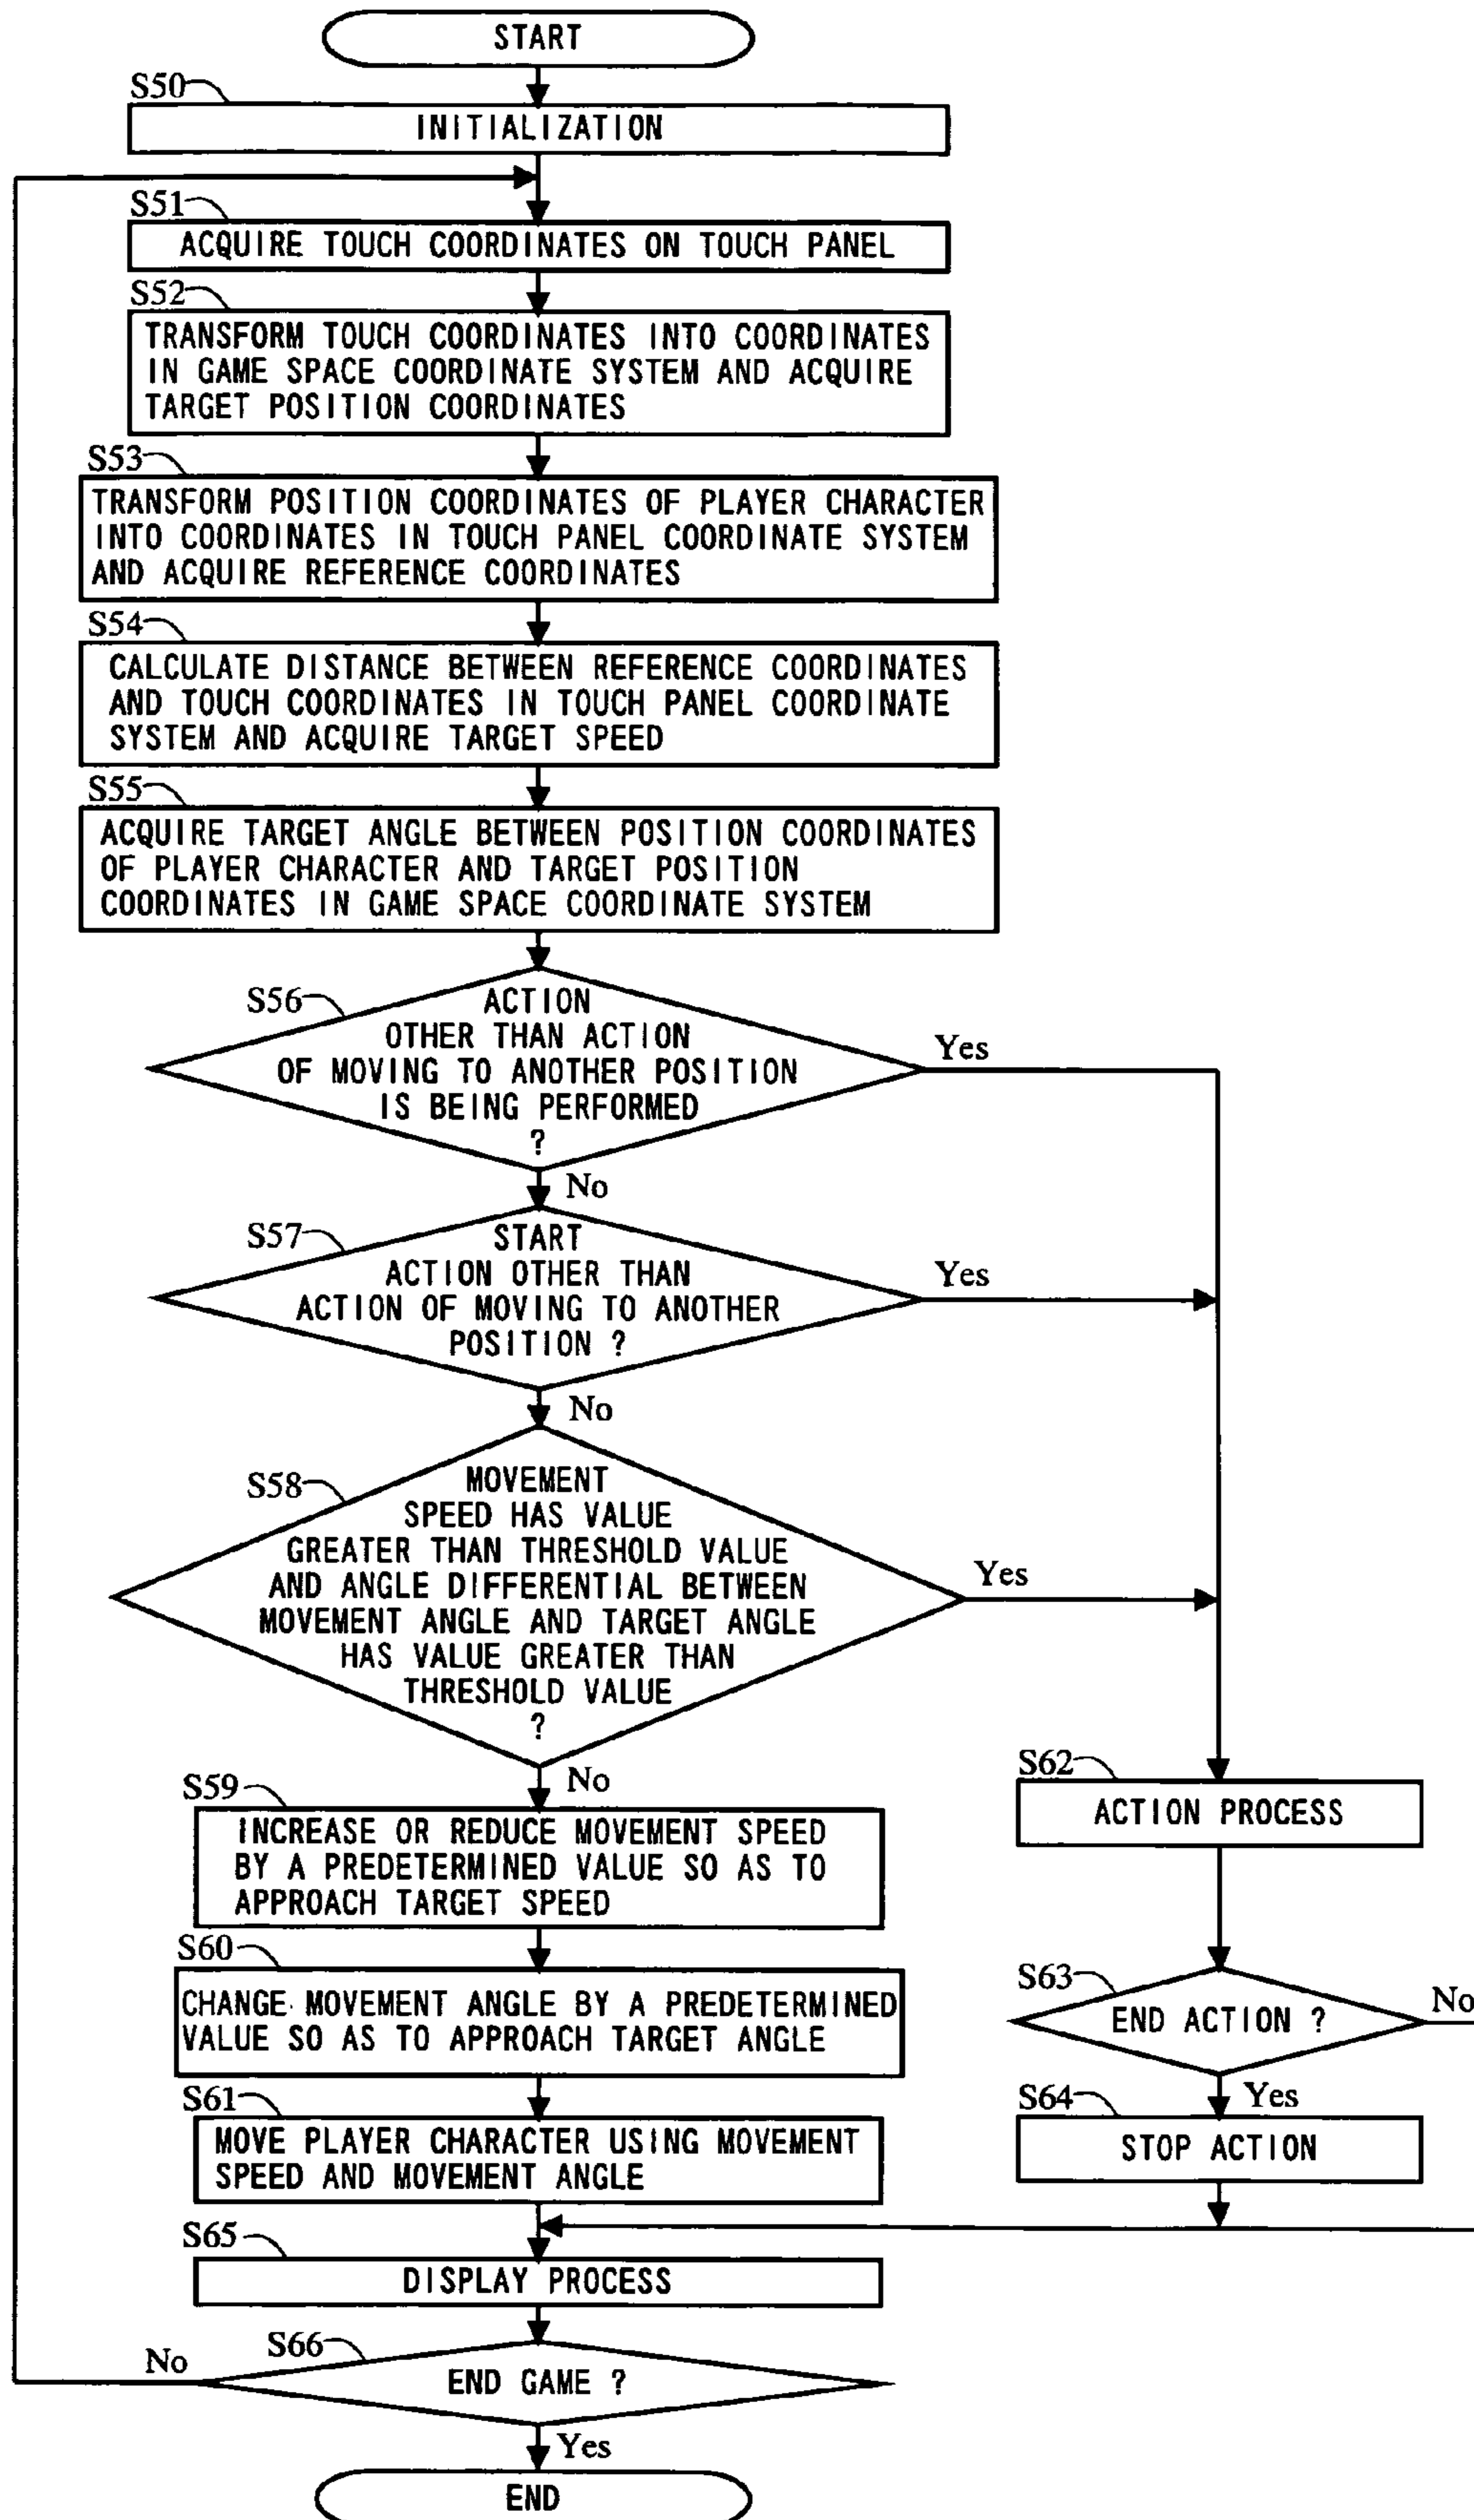 START
S50
INITIALIZATION
S51
ACQUIRE TOUCH COORDINATES ON TOUCH PANEL
S52
TRANSFORM TOUCH COORDINATES INTO COORDINATES
IN GAME SPACE COORDINATE SYSTEM AND ACQUIRE
TARGET POSITION COORDINATES
S53
TRANSFORM POSITION COORDINATES OF PLAYER CHARACTER
INTO COORDINATES IN TOUCH PANEL COORDINATE SYSTEM
AND ACQUIRE REFERENCE COORDINATES
S54
CALCULATE DISTANCE BETWEEN REFERENCE COORDINATES
AND TOUCH COORDINATES IN TOUCH PANEL COORDINATE
SYSTEM AND ACQUIRE TARGET SPEED
S55
ACQUIRE TARGET ANGLE BETWEEN POSITION COORDINATES
OF PLAYER CHARACTER AND TARGET POSITION
COORDINATES IN GAME SPACE COORDINATE SYSTEM
S56
ACTION
OTHER THAN ACTION
OF MOVING TO ANOTHER POSITION
IS BEING PERFORMED
?
Yes
No
S57
START
ACTION OTHER THAN
ACTION OF MOVING TO ANOTHER
POSITION ?
Yes
No
S58
MOVEMENT
SPEED HAS VALUE
GREATER THAN THRESHOLD VALUE
AND ANGLE DIFFERENTIAL BETWEEN
MOVEMENT ANGLE AND TARGET ANGLE
HAS VALUE GREATER THAN
THRESHOLD VALUE
?
Yes
No
S59
INCREASE OR REDUCE MOVEMENT SPEED
BY A PREDETERMINED VALUE SO AS TO
APPROACH TARGET SPEED
S60
CHANGE MOVEMENT ANGLE BY A PREDETERMINED
VALUE SO AS TO APPROACH TARGET ANGLE
S61
MOVE PLAYER CHARACTER USING MOVEMENT
SPEED AND MOVEMENT ANGLE
S62
ACTION PROCESS
S63
END ACTION ?
No
Yes
S64
STOP ACTION
S65
DISPLAY PROCESS
S66
END GAME ?
No
Yes
END